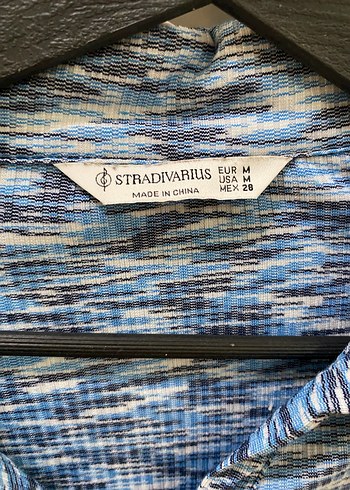 STRADIVARIUS
MADE IN CHINA
EUR M
USA M
MEX 28